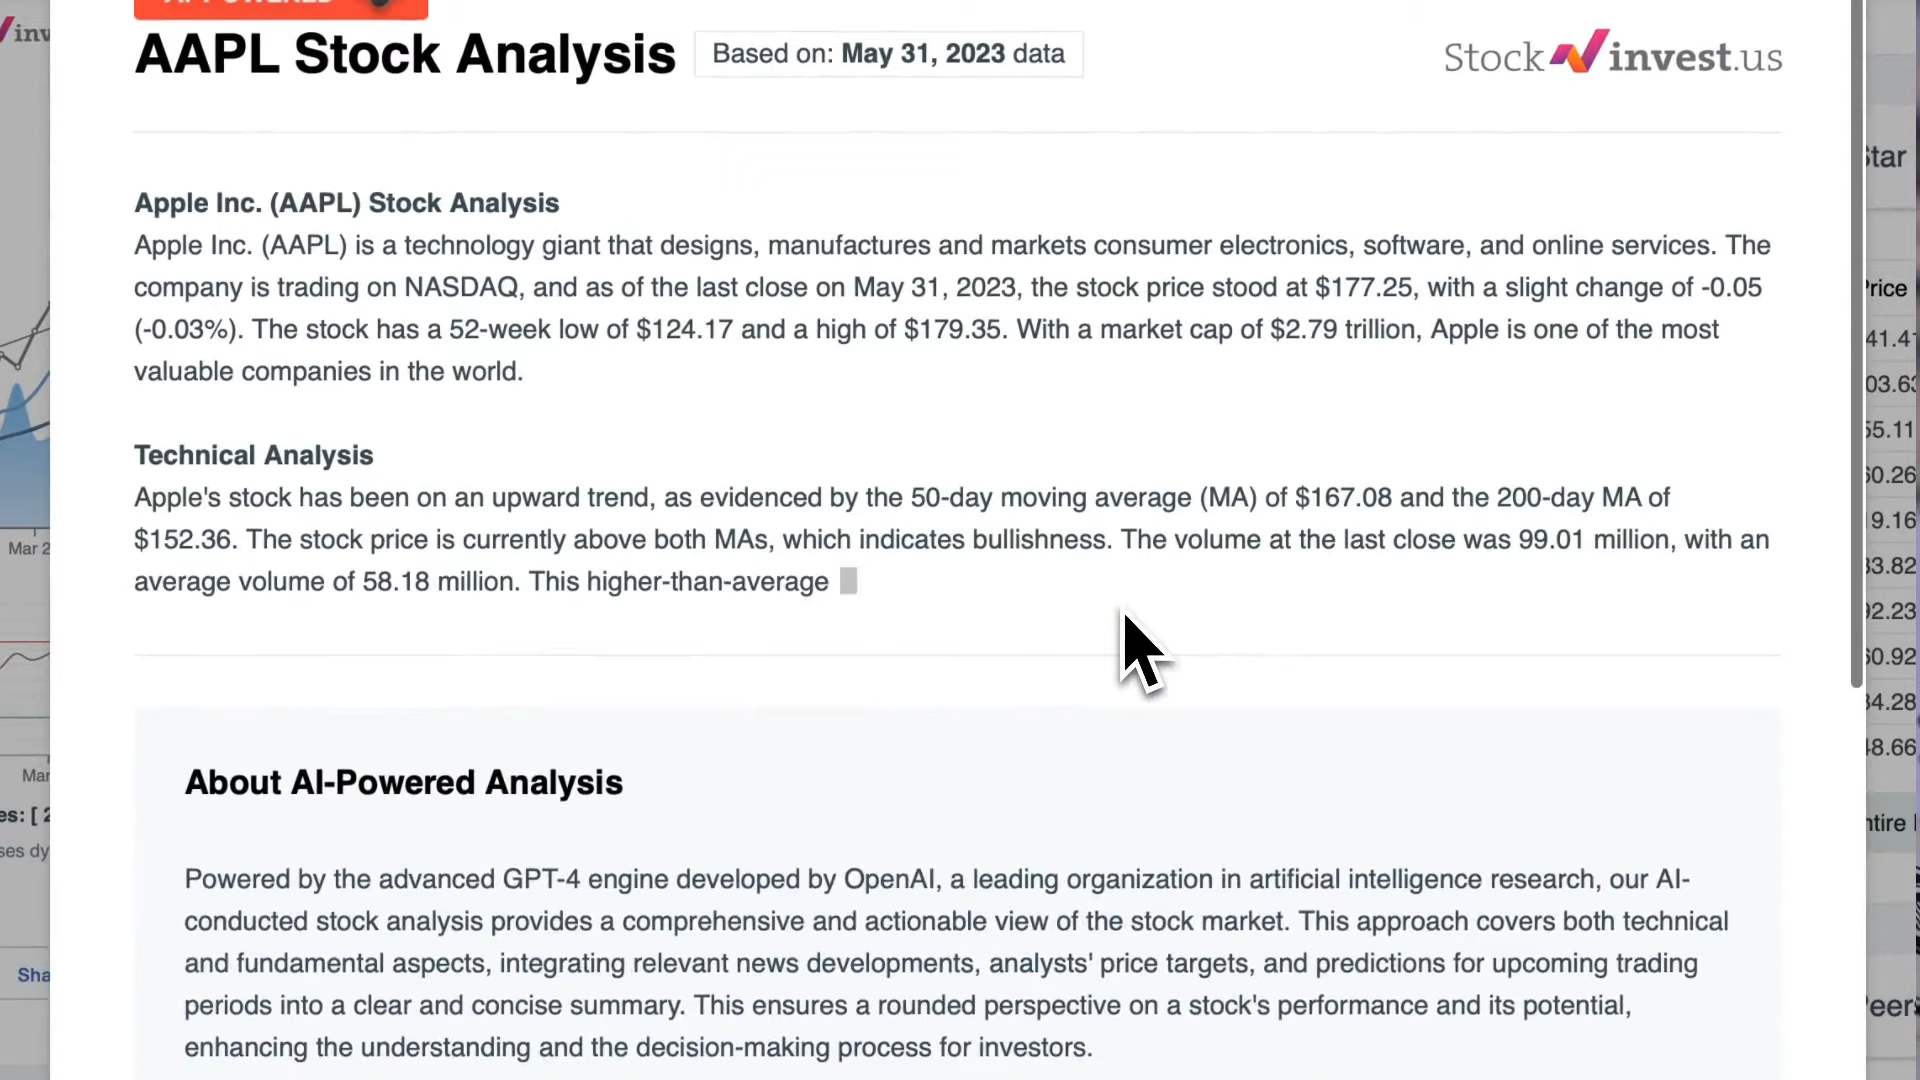 AAPL Stock Analysis
Based on: May 31, 2023 data
Stock invest.us
Apple Inc. (AAPL) Stock Analysis
Apple Inc. (AAPL) is a technology giant that designs, manufactures and markets consumer electronics, software, and online services. The
company is trading on NASDAQ, and as of the last close on May 31, 2023, the stock price stood at $177.25, with a slight change of -0.05
(-0.03%). The stock has a 52-week low of $124.17 and a high of $179.35. With a market cap of $2.79 trillion, Apple is one of the most
valuable companies in the world.
Technical Analysis
Apple's stock has been on an upward trend, as evidenced by the 50-day moving average (MA) of $167.08 and the 200-day MA of
$152.36. The stock price is currently above both MAs, which indicates bullishness. The volume at the last close was 99.01 million, with an
average volume of 58.18 million. This higher-than-average
About AI-Powered Analysis
Powered by the advanced GPT-4 engine developed by OpenAI, a leading organization in artificial intelligence research, our AI-
conducted stock analysis provides a comprehensive and actionable view of the stock market. This approach covers both technical
and fundamental aspects, integrating relevant news developments, analysts' price targets, and predictions for upcoming trading
periods into a clear and concise summary. This ensures a rounded perspective on a stock's performance and its potential,
enhancing the understanding and the decision-making process for investors.